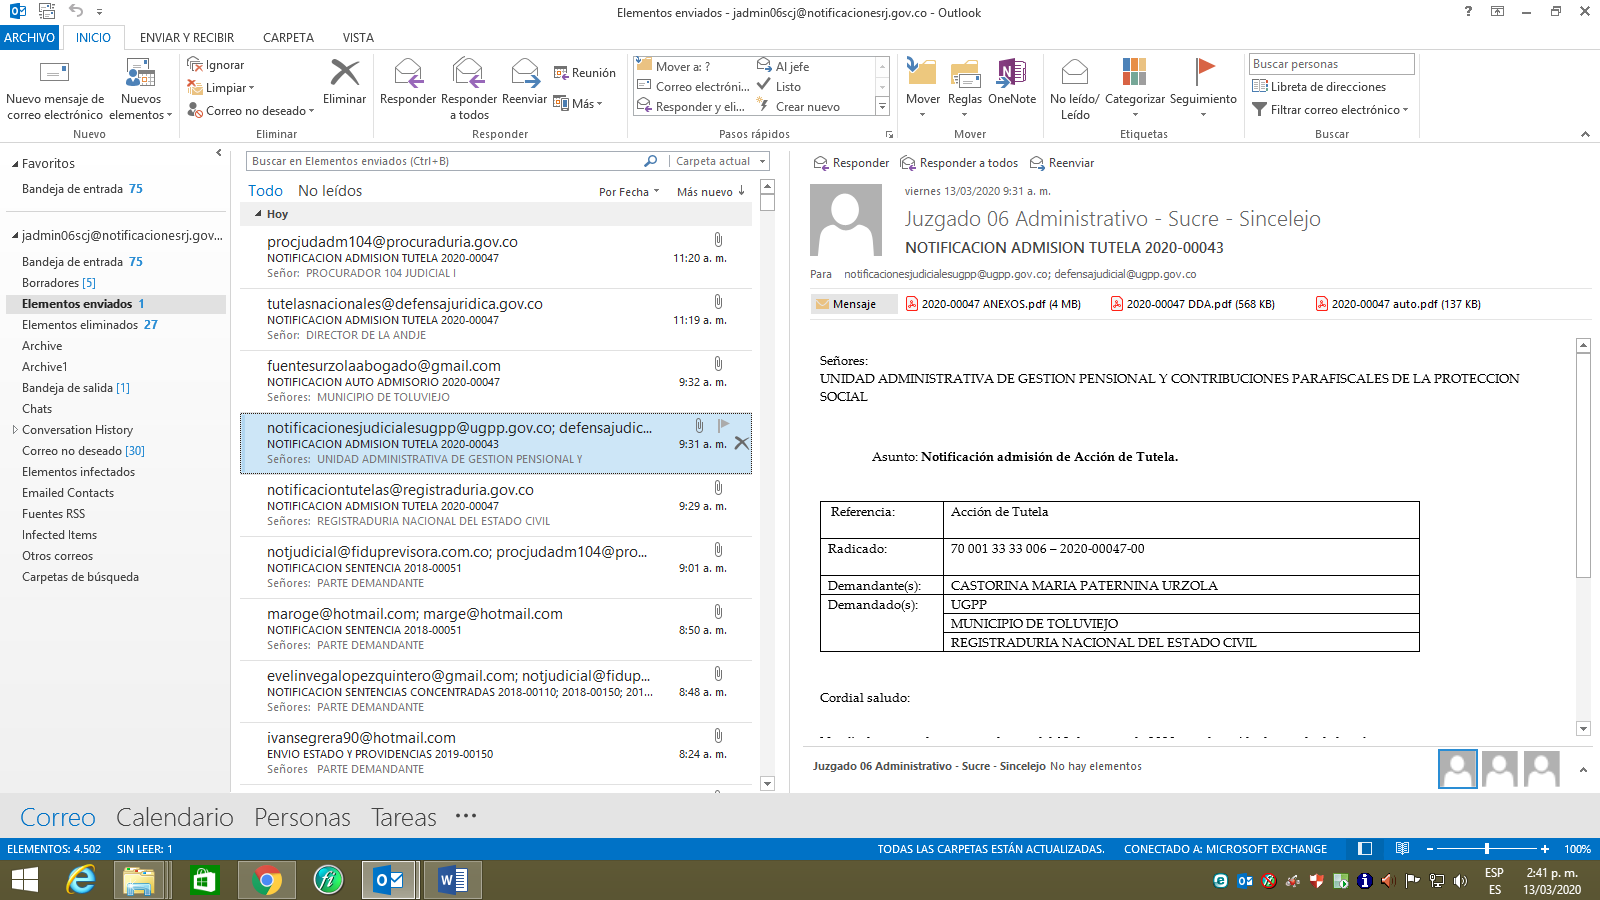 Elementos enviados - jadmin06scj@notificacionesrj.gov.co - Outlook
ARCHIVO INICIO ENVIAR Y RECIBIR CARPETA VISTA
Nuevo mensaje de correo electrónico
Nuevos elementos
Nuevo
Ignorar
Limpiar
Correo no deseado
Eliminar
Eliminar
Responder
Responder a todos
Reenviar
Reunión
Más
Responder
Mover a: ?
Correo electróni...
Responder y eli...
Al jefe
Listo
Crear nuevo
Pasos rápidos
Mover
Reglas
OneNote
Mover
No leído/ Leído
Categorizar
Seguimiento
Etiquetas
Buscar personas
Libreta de direcciones
Filtrar correo electrónico
Buscar
Favoritos
Bandeja de entrada 75
jadmin06scj@notificacionesrj.gov...
Bandeja de entrada 75
Borradores [5]
Elementos enviados 1
Elementos eliminados 27
Archive
Archive1
Bandeja de salida [1]
Chats
Conversation History
Correo no deseado [30]
Elementos infectados
Emailed Contacts
Fuentes RSS
Infected Items
Otros correos
Carpetas de búsqueda
Buscar en Elementos enviados (Ctrl+B) Carpeta actual
Todo No leídos Por Fecha Más nuevo
Hoy
procjudadm104@procuraduria.gov.co
NOTIFICACION ADMISION TUTELA 2020-00047 11:20 a. m.
Señor: PROCURADOR 104 JUDICIAL I
tutelasnacionales@defensajuridica.gov.co
NOTIFICACION ADMISION TUTELA 2020-00047 11:19 a. m.
Señor: DIRECTOR DE LA ANDJE
fuentesurzolaabogado@gmail.com
NOTIFICACION AUTO ADMISORIO 2020-00047 9:32 a. m.
Señores: MUNICIPIO DE TOLUVIEJO
notificacionesjudicialesugpp@ugpp.gov.co; defensajudic...
NOTIFICACION ADMISION TUTELA 2020-00043 9:31 a. m.
Señores: UNIDAD ADMINISTRATIVA DE GESTION PENSIONAL Y
notificaciontutelas@registraduria.gov.co
NOTIFICACION ADMISION TUTELA 2020-00047 9:29 a. m.
Señores: REGISTRADURIA NACIONAL DEL ESTADO CIVIL
notjudicial@fiduprevisora.com.co; procjudadm104@pro...
NOTIFICACION SENTENCIA 2018-00051 9:01 a. m.
Señores: PARTE DEMANDANTE
maroge@hotmail.com; marge@hotmail.com
NOTIFICACION SENTENCIA 2018-00051 8:50 a. m.
Señores: PARTE DEMANDANTE
evelinvegalopezquintero@gmail.com; notjudicial@fidup...
NOTIFICACION SENTENCIAS CONCENTRADAS 2018-00110; 2018-00150; 201... 8:48 a. m.
Señores: PARTE DEMANDANTE
ivansegrera90@hotmail.com
ENVIO ESTADO Y PROVIDENCIAS 2019-00150 8:24 a. m.
Señores PARTE DEMANDANTE
Responder Responder a todos Reenviar
viernes 13/03/2020 9:31 a. m.
Juzgado 06 Administrativo - Sucre - Sincelejo
NOTIFICACION ADMISION TUTELA 2020-00043
Para notificacionesjudicialesugpp@ugpp.gov.co; defensajudicial@ugpp.gov.co
Mensaje 2020-00047 ANEXOS.pdf (4 MB) 2020-00047 DDA.pdf (568 KB) 2020-00047 auto.pdf (137 KB)
Señores:
UNIDAD ADMINISTRATIVA DE GESTION PENSIONAL Y CONTRIBUCIONES PARAFISCALES DE LA PROTECCION
SOCIAL
Asunto: Notificación admisión de Acción de Tutela.
Referencia: Acción de Tutela
Radicado: 70 001 33 33 006 – 2020-00047-00
Demandante(s): CASTORINA MARIA PATERNINA URZOLA
Demandado(s): UGPP
MUNICIPIO DE TOLUVIEJO
REGISTRADURIA NACIONAL DEL ESTADO CIVIL
Cordial saludo:
Juzgado 06 Administrativo - Sucre - Sincelejo No hay elementos
Correo Calendario Personas Tareas ···
ELEMENTOS: 4.502 SIN LEER: 1 TODAS LAS CARPETAS ESTÁN ACTUALIZADAS. CONECTADO A: MICROSOFT EXCHANGE 100%
ESP 2:41 p. m.
ES 13/03/2020